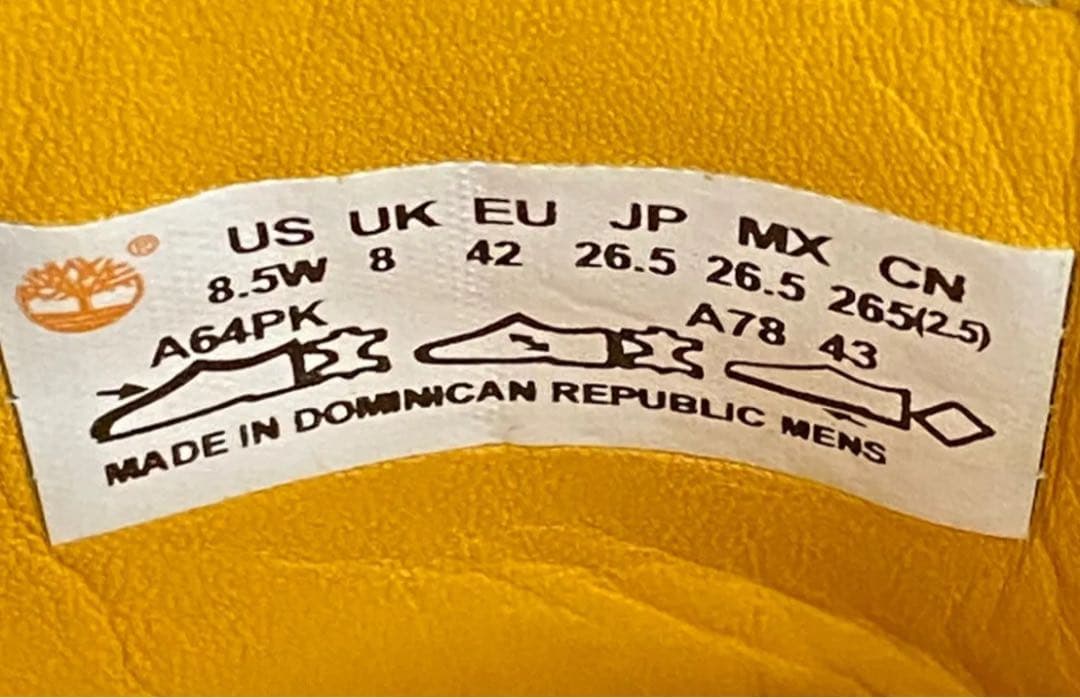 ®
US UK EU JP MX CN
8.5W 8 42 26.5 26.5 265(2.5)
A64PK A78 43
MADE IN DOMINICAN REPUBLIC MENS